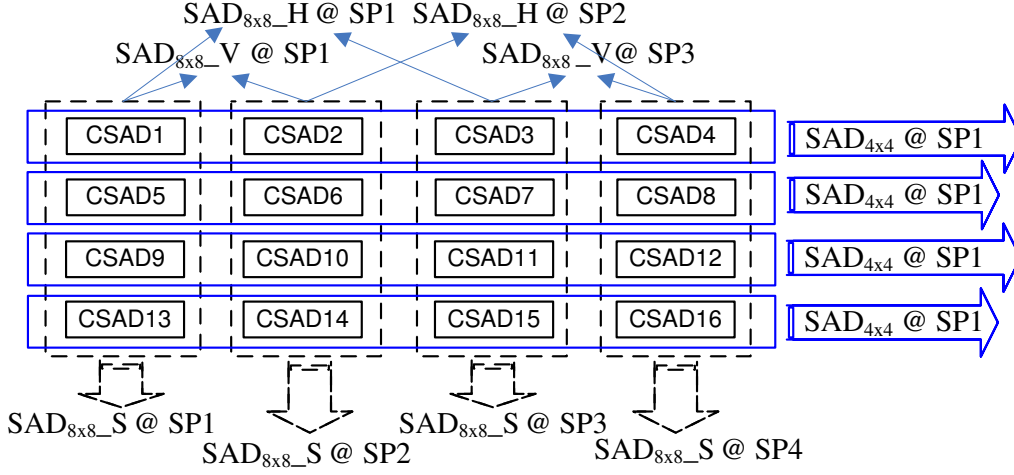 SAD8x8_H @ SP1 SAD8x8_H @ SP2
SAD8x8_V @ SP1 SAD8x8_V @ SP3
CSAD1 CSAD2 CSAD3 CSAD4 SAD4x4 @ SP1
CSAD5 CSAD6 CSAD7 CSAD8 SAD4x4 @ SP1
CSAD9 CSAD10 CSAD11 CSAD12 SAD4x4 @ SP1
CSAD13 CSAD14 CSAD15 CSAD16 SAD4x4 @ SP1
SAD8x8_S @ SP1 SAD8x8_S @ SP3
SAD8x8_S @ SP2 SAD8x8_S @ SP4